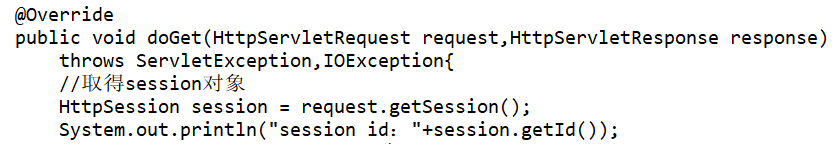 @Override
public void doGet(HttpServletRequest request,HttpServletResponse response)
    throws ServletException,IOException{
    //取得session对象
    HttpSession session = request.getSession();
    System.out.println("session id："+session.getId());